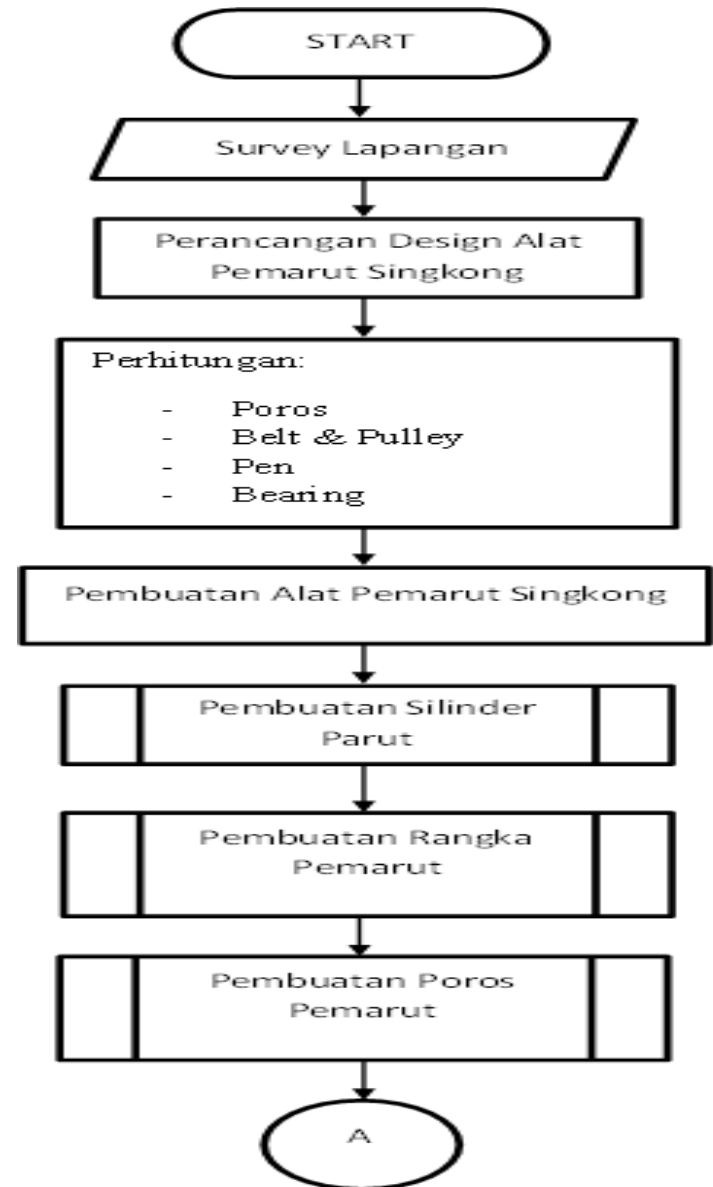 START
Survey Lapangan
Perancangan Design Alat
Pemarut Singkong
Perhitungan:
- Poros
- Belt & Pulley
- Pen
- Bearing
Pembuatan Alat Pemarut Singkong
Pembuatan Silinder
Parut
Pembuatan Rangka
Pemarut
Pembuatan Poros
Pemarut
A